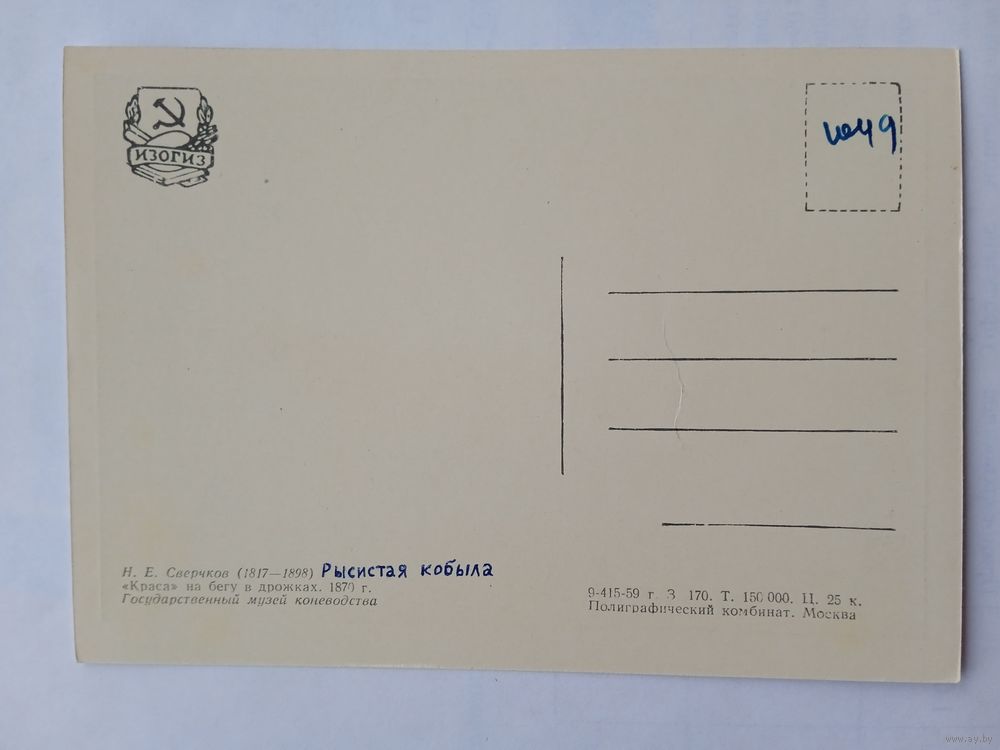 ИЗОГИЗ
Н. Е. Сверчков (1817—1898) Рысистая кобыла
«Краса» на бегу в дрожках. 1870 г.
Государственный музей коневодства
9-415-59 г. З 170. Т. 150 000. Ц. 25 к.
Полиграфический комбинат. Москва
www.ay.by